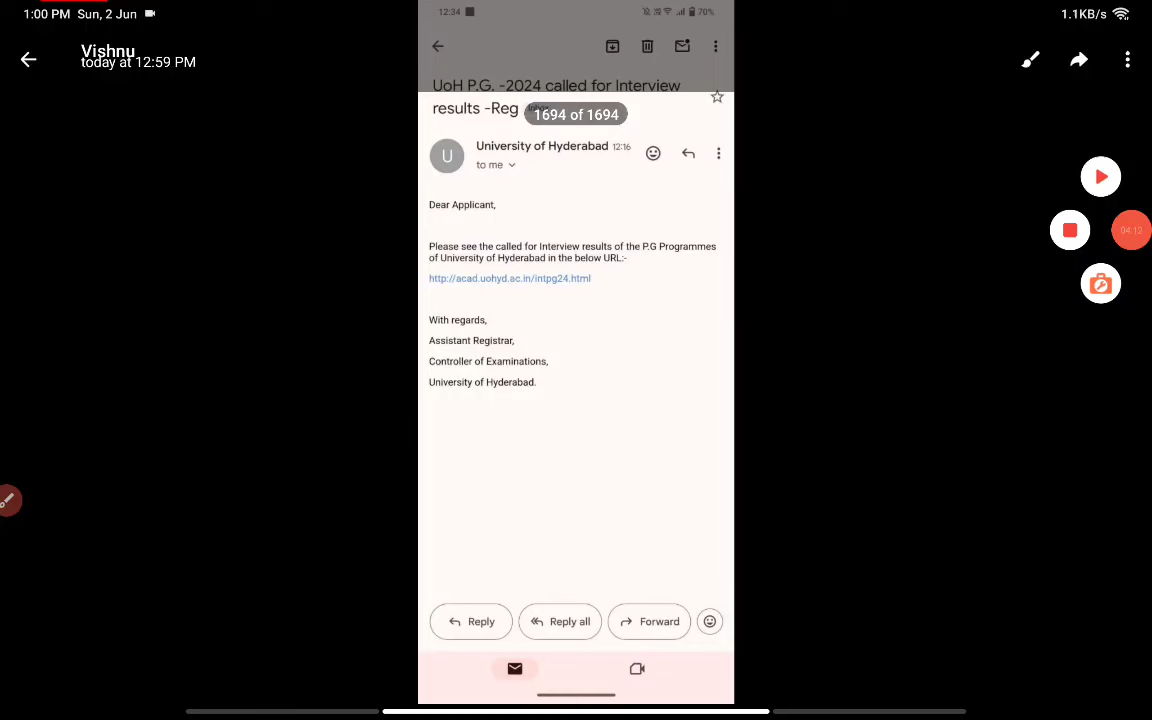 1:00 PM Sun, 2 Jun
1.1KB/s
Vishnu
today at 12:59 PM
12:34
70%
UoH P.G. -2024 called for Interview
results -Reg
1694 of 1694
University of Hyderabad 12:16
to me
U
Dear Applicant,
Please see the called for Interview results of the P.G Programmes
of University of Hyderabad in the below URL:-
http://acad.uohyd.ac.in/intpg24.html
With regards,
Assistant Registrar,
Controller of Examinations,
University of Hyderabad.
04:12
Reply
Reply all
Forward